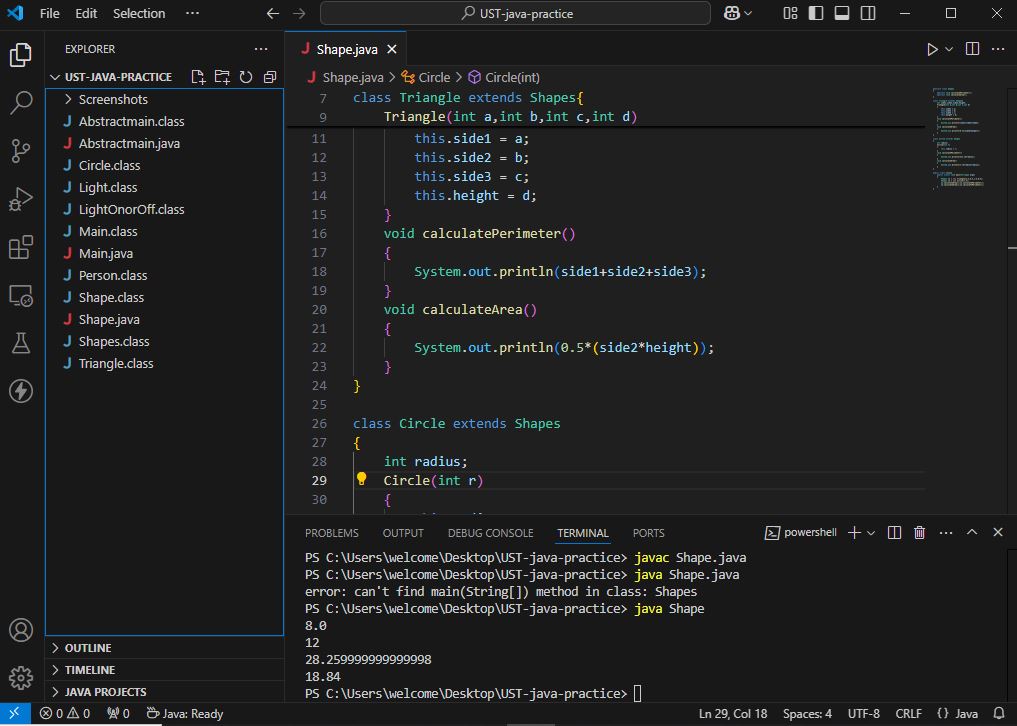 File Edit Selection ··· UST-java-practice
EXPLORER ···
UST-JAVA-PRACTICE
Screenshots
J Abstractmain.class
J Abstractmain.java
J Circle.class
J Light.class
J LightOnorOff.class
J Main.class
J Main.java
J Person.class
J Shape.class
J Shape.java
J Shapes.class
J Triangle.class
OUTLINE
TIMELINE
JAVA PROJECTS
J Shape.java
J Shape.java > Circle > Circle(int)
7 class Triangle extends Shapes{
9 Triangle(int a,int b,int c,int d)
11 this.side1 = a;
12 this.side2 = b;
13 this.side3 = c;
14 this.height = d;
15 }
16 void calculatePerimeter()
17 {
18 System.out.println(side1+side2+side3);
19 }
20 void calculateArea()
21 {
22 System.out.println(0.5*(side2*height));
23 }
24 }
25
26 class Circle extends Shapes
27 {
28 int radius;
29 Circle(int r)
30 {
PROBLEMS OUTPUT DEBUG CONSOLE TERMINAL PORTS powershell
PS C:\Users\welcome\Desktop\UST-java-practice> javac Shape.java
PS C:\Users\welcome\Desktop\UST-java-practice> java Shape.java
error: can't find main(String[]) method in class: Shapes
PS C:\Users\welcome\Desktop\UST-java-practice> java Shape
8.0
12
28.259999999999998
18.84
PS C:\Users\welcome\Desktop\UST-java-practice>
0 0 0 Java: Ready Ln 29, Col 18 Spaces: 4 UTF-8 CRLF {} Java